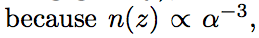 because n(z) ∝ α⁻³,